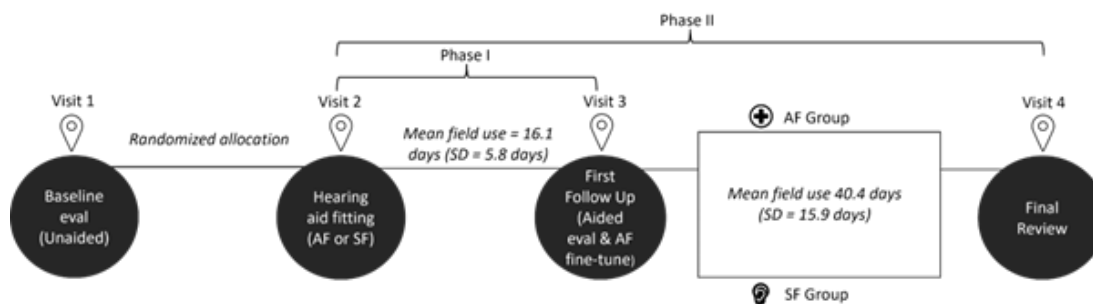 Phase II
Phase I
Visit 1
Visit 2
Visit 3
Visit 4
Randomized allocation
Mean field use = 16.1
days (SD = 5.8 days)
AF Group
Baseline
eval
(Unaided)
Hearing
aid fitting
(AF or SF)
First
Follow Up
(Aided
eval & AF
fine-tune)
Mean field use 40.4 days
(SD = 15.9 days)
Final
Review
SF Group